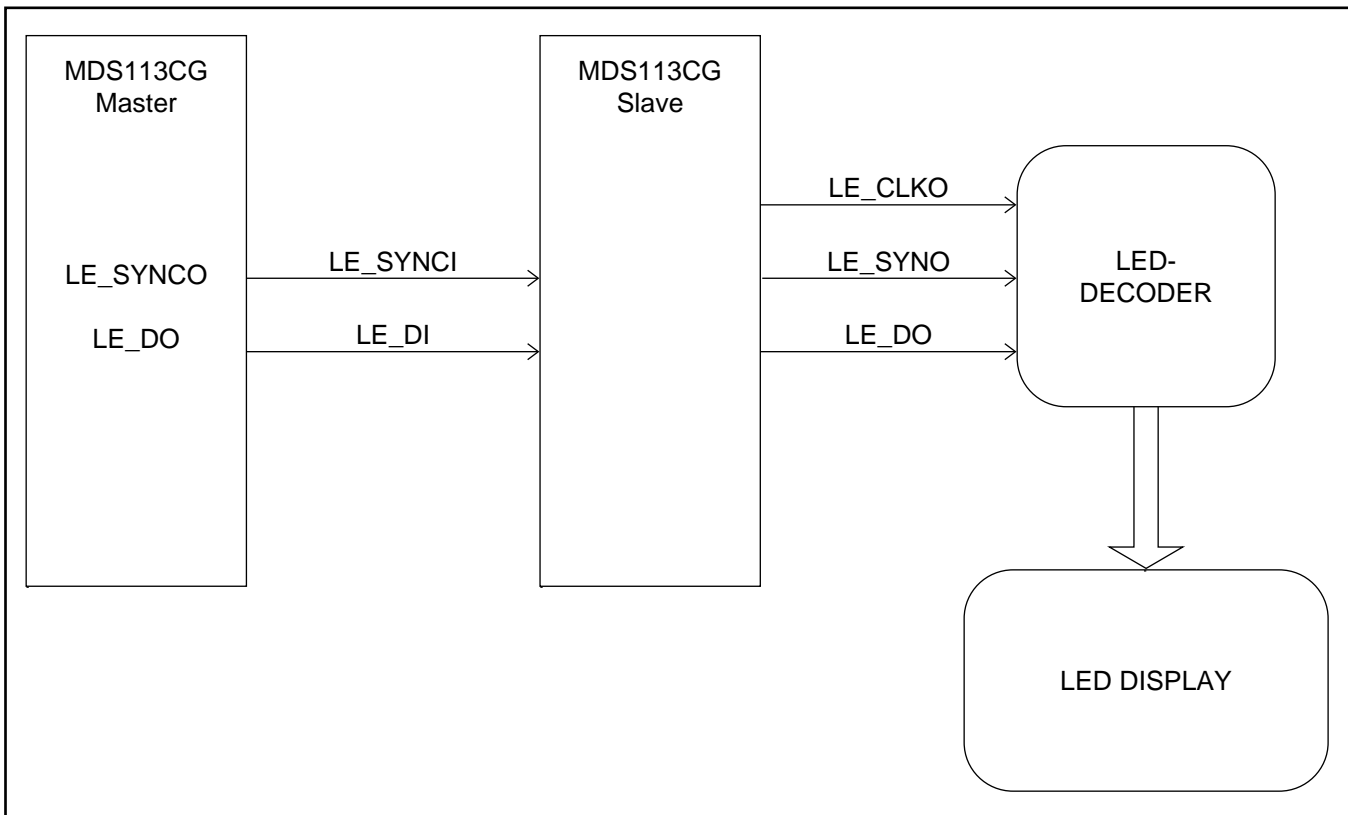 MDS113CG
Master
MDS113CG
Slave
LE_CLKO
LE_SYNCO
LE_SYNCI
LE_SYNO
LED-
DECODER
LE_DO
LE_DI
LE_DO
LED DISPLAY